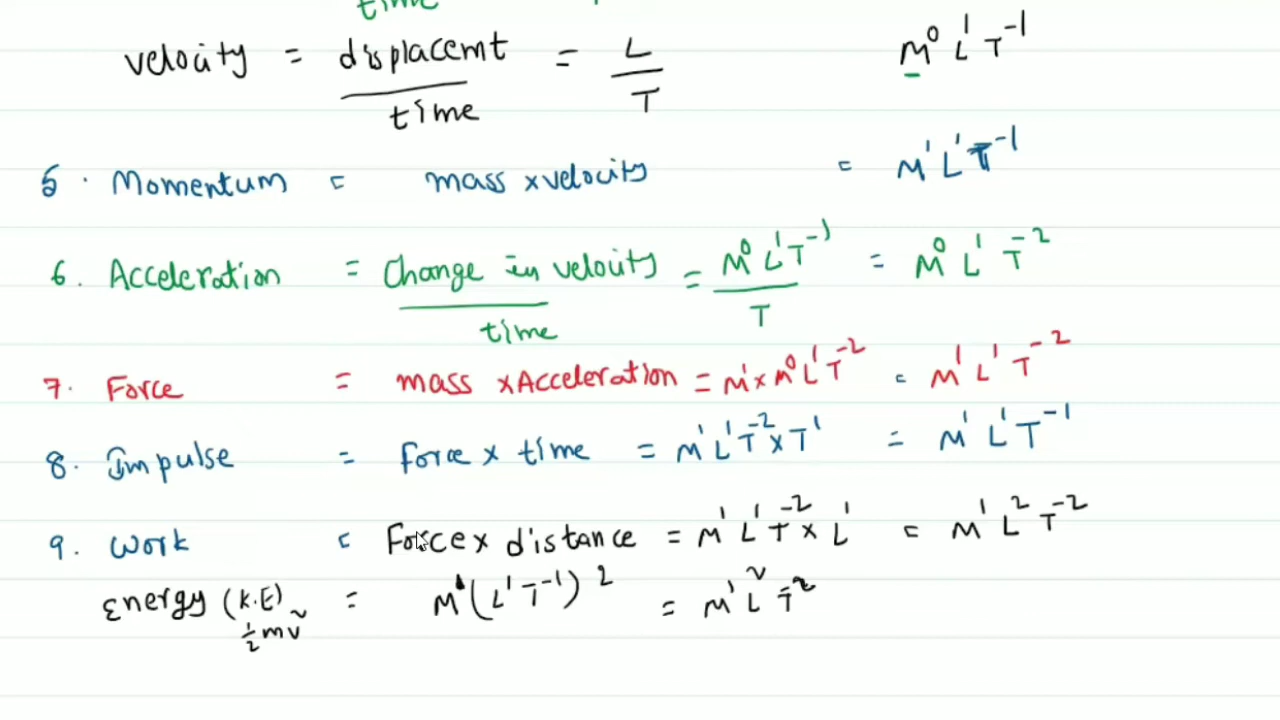 time
velocity = displacemt / time = L / T M⁰ L¹ T⁻¹
5. Momentum = mass x velocity = M¹ L¹ T⁻¹
6. Acceleration = Change in velocity / time = M⁰ L¹ T⁻¹ / T = M⁰ L¹ T⁻²
7. Force = mass x Acceleration = M¹ x M⁰ L¹ T⁻² = M¹ L¹ T⁻²
8. Impulse = force x time = M¹ L¹ T⁻² x T¹ = M¹ L¹ T⁻¹
9. Work = Force x distance = M¹ L¹ T⁻² x L¹ = M¹ L² T⁻²
Energy (K.E) = M¹ (L¹ T⁻¹)² = M¹ L² T⁻²
½ mv²